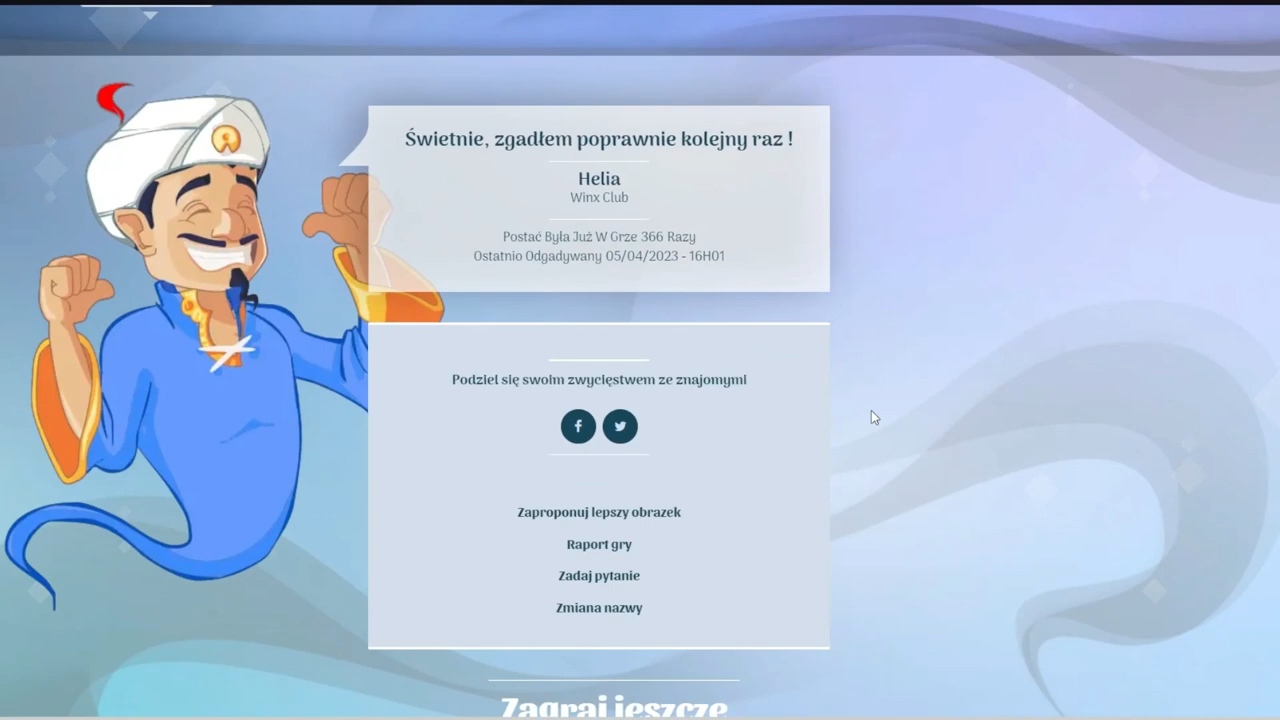 Świetnie, zgadłem poprawnie kolejny raz !
Helia
Winx Club
Postać Była Już W Grze 366 Razy
Ostatnio Odgadywany 05/04/2023 - 16H01
Podziel się swoim zwycięstwem ze znajomymi
Zaproponuj lepszy obrazek
Raport gry
Zadaj pytanie
Zmiana nazwy
Zagraj jeszcze